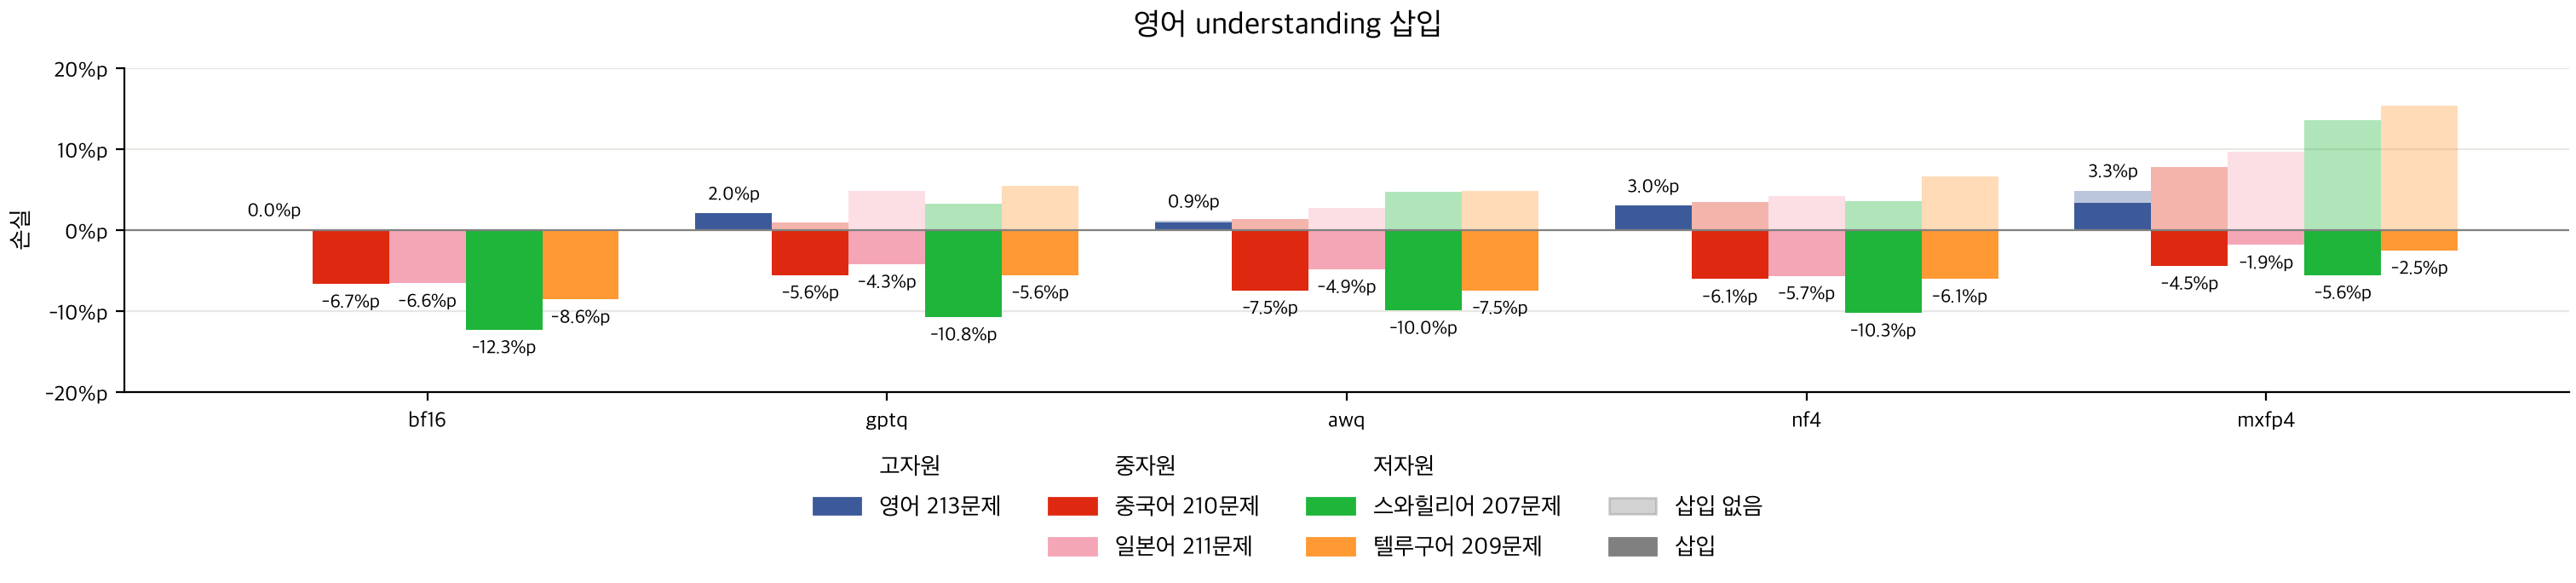 영어 understanding 삽입
손실
20%p
10%p
0%p
-10%p
-20%p
0.0%p
-6.7%p
-6.6%p
-12.3%p
-8.6%p
2.0%p
-5.6%p
-4.3%p
-10.8%p
-5.6%p
0.9%p
-7.5%p
-4.9%p
-10.0%p
-7.5%p
3.0%p
-6.1%p
-5.7%p
-10.3%p
-6.1%p
3.3%p
-4.5%p
-1.9%p
-5.6%p
-2.5%p
bf16
gptq
awq
nf4
mxfp4
고자원
영어 213문제
중자원
중국어 210문제
일본어 211문제
저자원
스와힐리어 207문제
텔루구어 209문제
삽입 없음
삽입